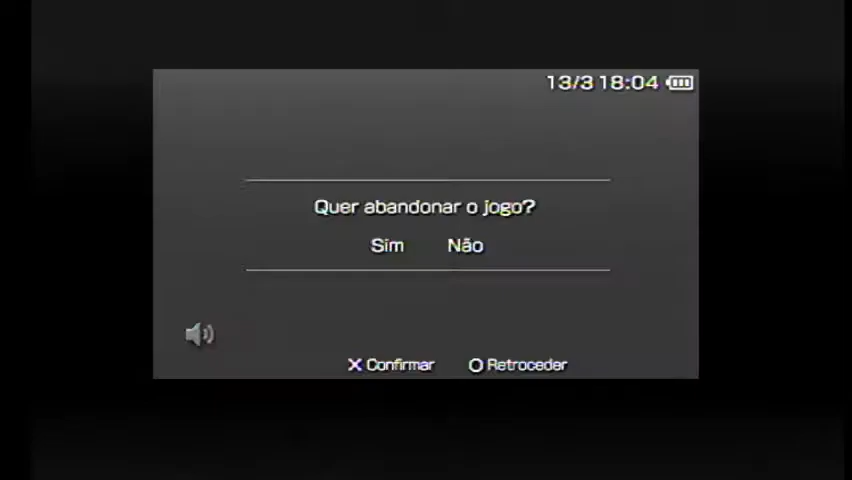 13/3 18:04
Quer abandonar o jogo?
Sim Não
X Confirmar O Retroceder